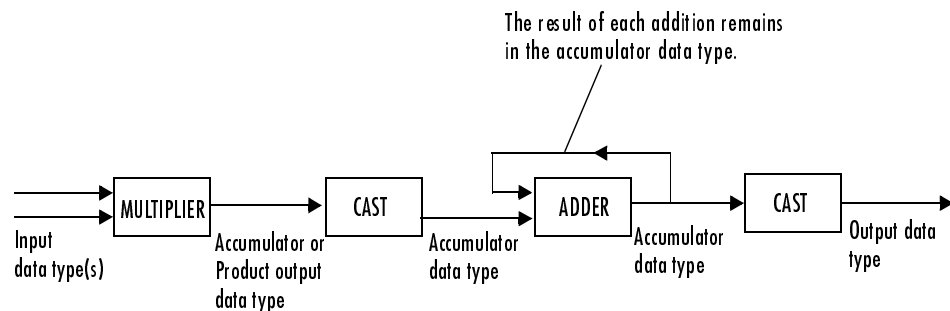 The result of each addition remains
in the accumulator data type.
MULTIPLIER
CAST
ADDER
CAST
Input
data type(s)
Accumulator or
Product output
data type
Accumulator
data type
Accumulator
data type
Output data
type